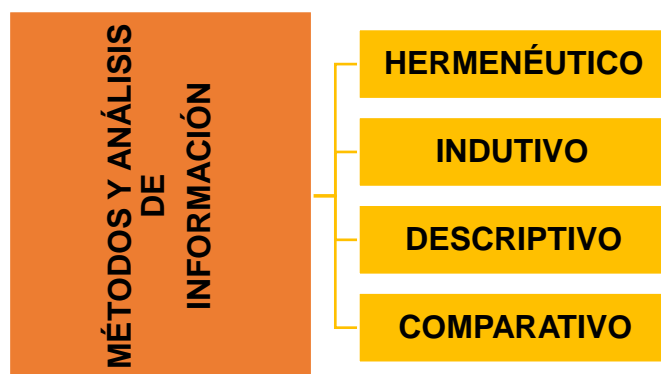 MÉTODOS Y ANÁLISIS
DE
INFORMACIÓN
HERMENÉUTICO
INDUTIVO
DESCRIPTIVO
COMPARATIVO